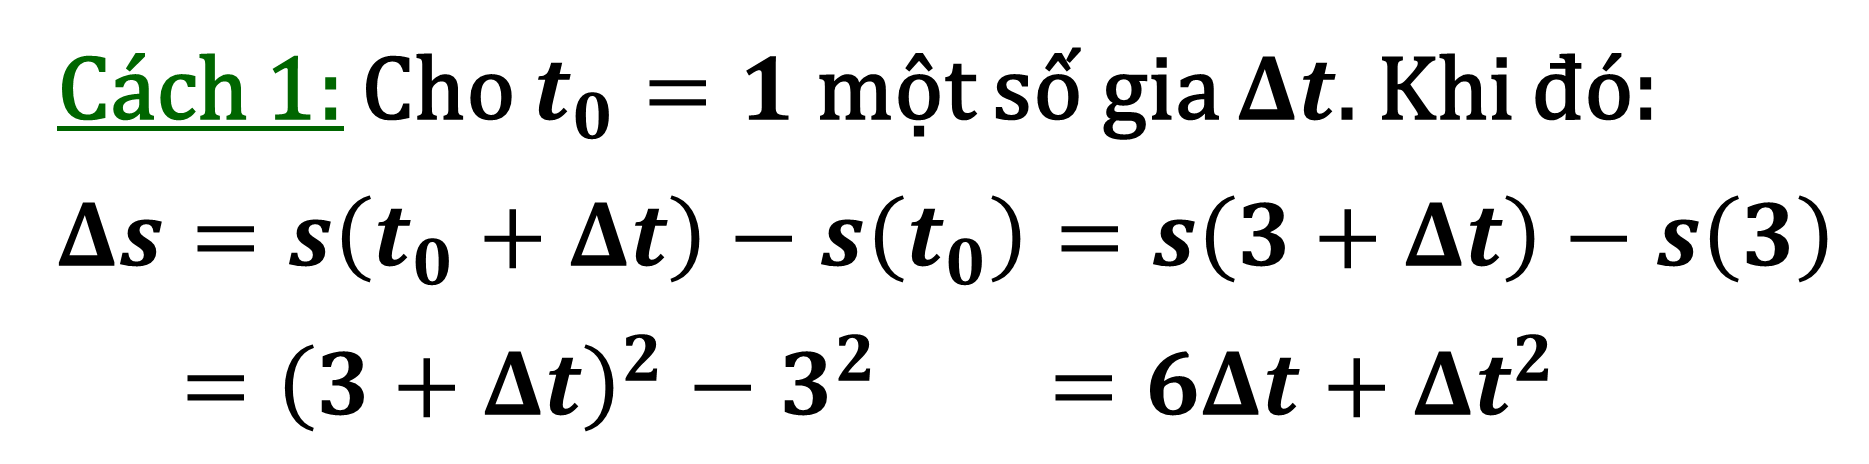 Cách 1: Cho t₀ = 1 một số gia Δt. Khi đó:
Δs = s(t₀ + Δt) − s(t₀) = s(3 + Δt) − s(3)
= (3 + Δt)² − 3² = 6Δt + Δt²